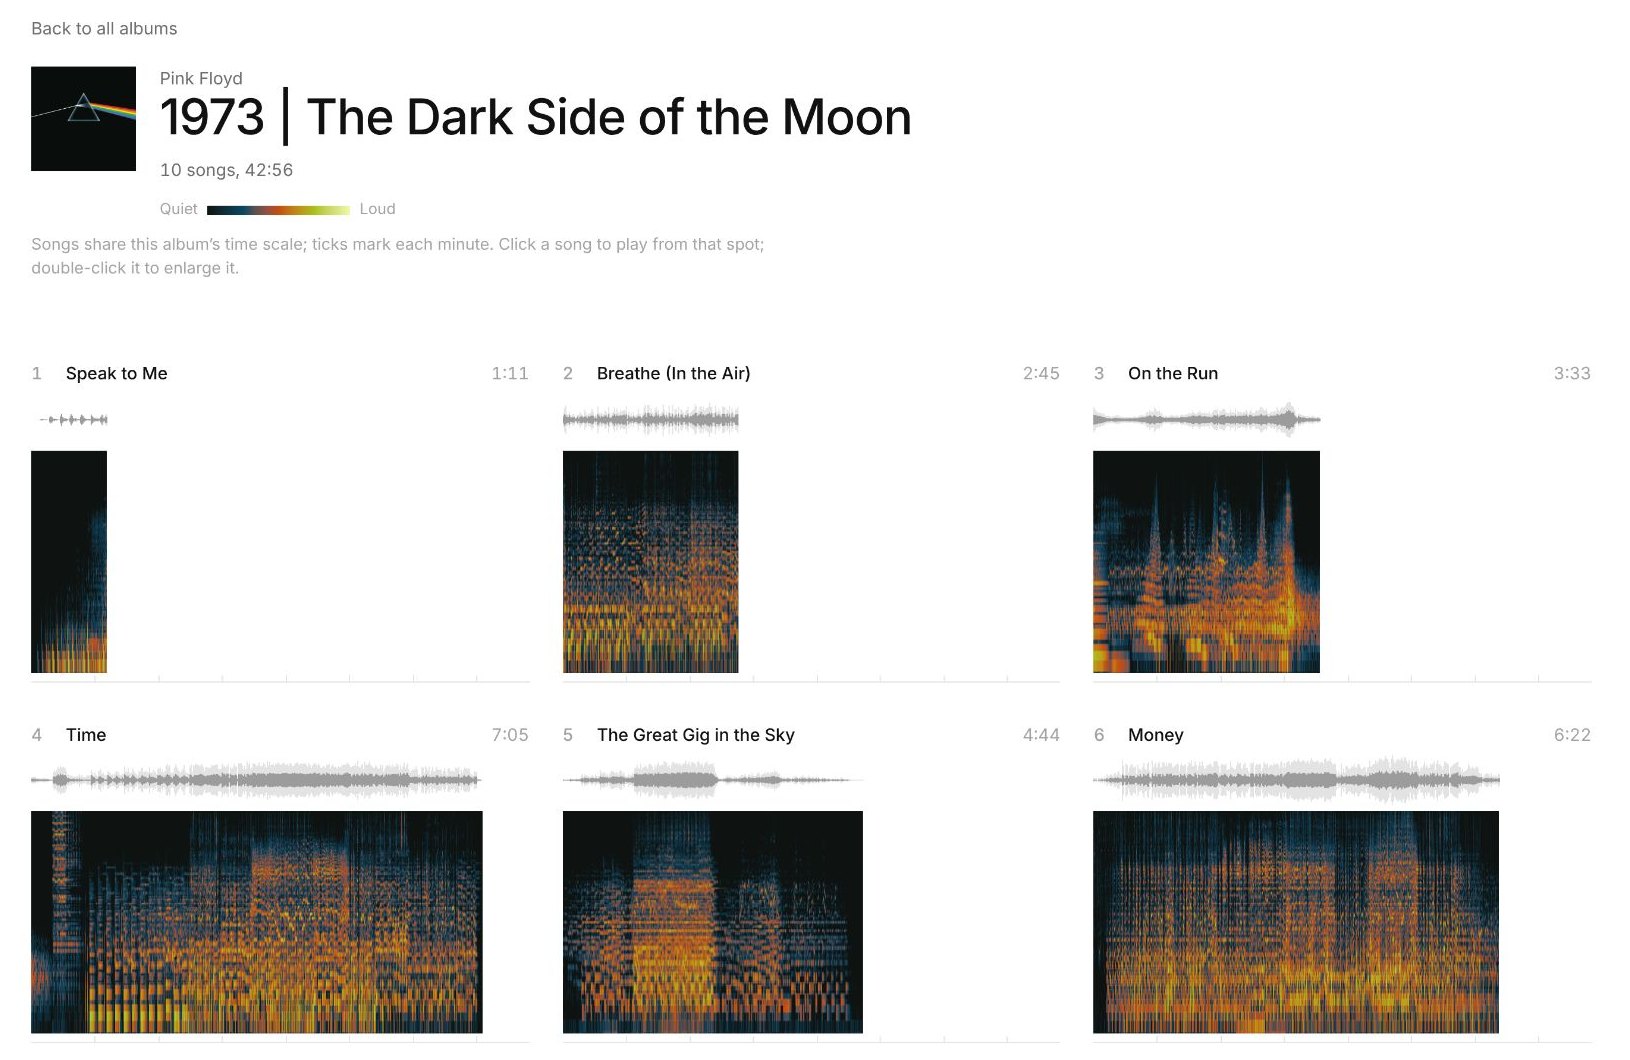 Back to all albums
Pink Floyd
1973 | The Dark Side of the Moon
10 songs, 42:56
Quiet Loud
Songs share this album’s time scale; ticks mark each minute. Click a song to play from that spot;
double-click it to enlarge it.
1 Speak to Me 1:11
2 Breathe (In the Air) 2:45
3 On the Run 3:33
4 Time 7:05
5 The Great Gig in the Sky 4:44
6 Money 6:22